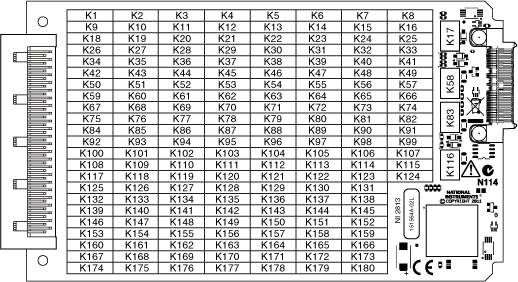 K1 K2 K3 K4 K5 K6 K7 K8
K9 K10 K11 K12 K13 K14 K15 K16
K18 K19 K20 K21 K22 K23 K24 K25
K26 K27 K28 K29 K30 K31 K32 K33
K34 K35 K36 K37 K38 K39 K40 K41
K42 K43 K44 K45 K46 K47 K48 K49
K50 K51 K52 K53 K54 K55 K56 K57
K59 K60 K61 K62 K63 K64 K65 K66
K67 K68 K69 K70 K71 K72 K73 K74
K75 K76 K77 K78 K79 K80 K81 K82
K84 K85 K86 K87 K88 K89 K90 K91
K92 K93 K94 K95 K96 K97 K98 K99
K100 K101 K102 K103 K104 K105 K106 K107
K108 K109 K110 K111 K112 K113 K114 K115
K117 K118 K119 K120 K121 K122 K123 K124
K125 K126 K127 K128 K129 K130 K131
K132 K133 K134 K135 K136 K137 K138
K139 K140 K141 K142 K143 K144 K145
K146 K147 K148 K149 K150 K151 K152
K153 K154 K155 K156 K157 K158 K159
K160 K161 K162 K163 K164 K165 K166
K167 K168 K169 K170 K171 K172 K173
K174 K175 K176 K177 K178 K179 K180
K17
K58
K83
K116
N114
NATIONAL
INSTRUMENTS
© COPYRIGHT 2011
NI 2813
161564A-02L
CE